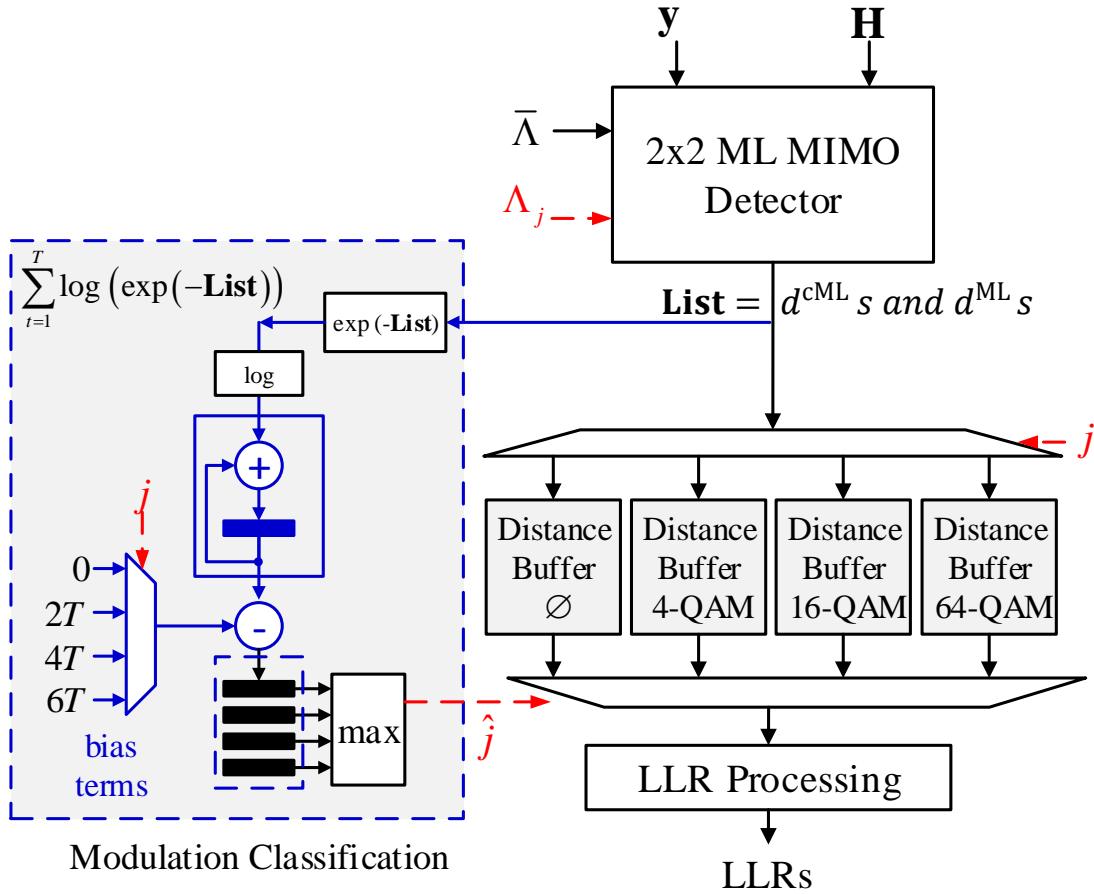 y H
Λ̄
2x2 ML MIMO
Detector
Λ_j
∑_{t=1}^{T} log (exp(−List))
List = d^{cML} s and d^{ML} s
exp (-List)
log
+
j
j
Distance
Buffer
∅
Distance
Buffer
4-QAM
Distance
Buffer
16-QAM
Distance
Buffer
64-QAM
0
2T
4T
6T
-
bias
terms
max
ĵ
LLR Processing
Modulation Classification
LLRs